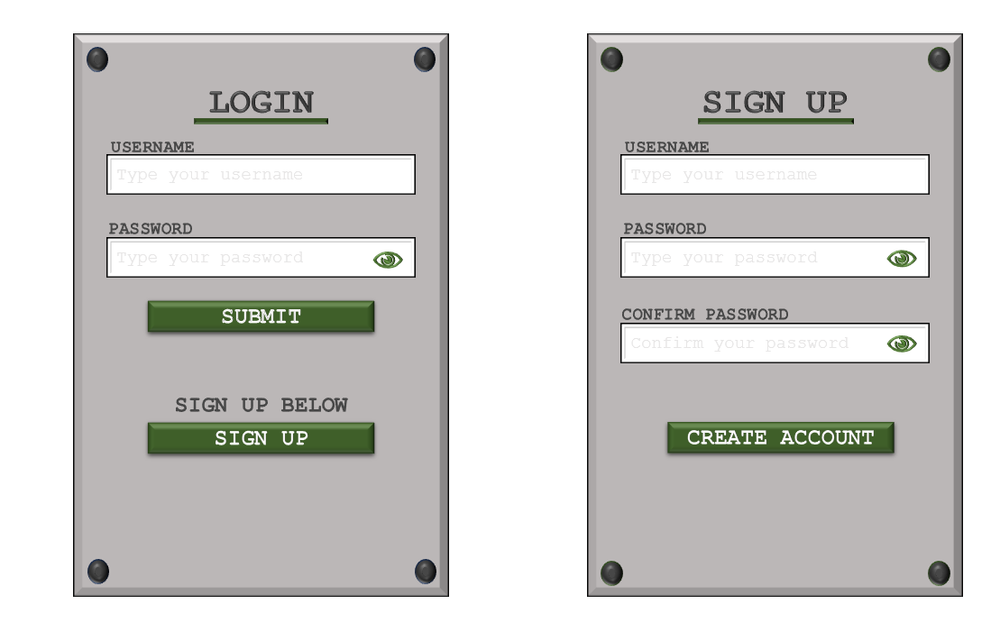 LOGIN
USERNAME
Type your username
PASSWORD
Type your password
SUBMIT
SIGN UP BELOW
SIGN UP
SIGN UP
USERNAME
Type your username
PASSWORD
Type your password
CONFIRM PASSWORD
Confirm your password
CREATE ACCOUNT